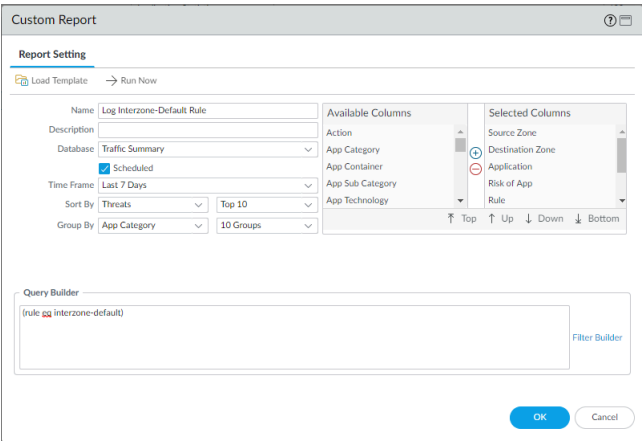 Custom Report
Report Setting
Load Template Run Now
Name Log Interzone-Default Rule
Description
Database Traffic Summary
Scheduled
Time Frame Last 7 Days
Sort By Threats Top 10
Group By App Category 10 Groups
Available Columns
Action
App Category
App Container
App Sub Category
App Technology
Selected Columns
Source Zone
Destination Zone
Application
Risk of App
Rule
Top Up Down Bottom
Query Builder
(rule eq interzone-default)
Filter Builder
OK Cancel